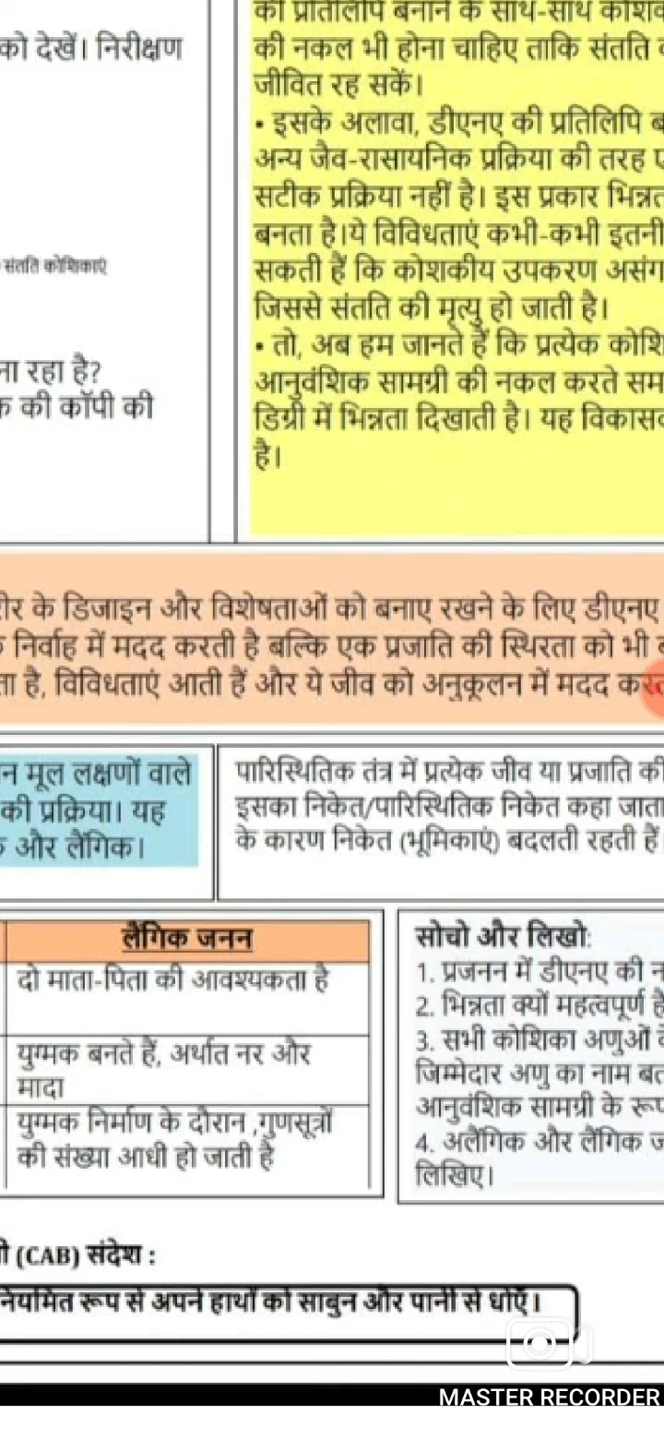 को देखें। निरीक्षण
संतति कोशिकाएं
ना रहा है?
की कॉपी की
की प्रतिलिपि बनाने के साथ-साथ
की नकल भी होना चाहिए ताकि संतति
जीवित रह सकें।
• इसके अलावा, डीएनए की प्रतिलिपि
अन्य जैव-रासायनिक प्रक्रिया की तरह
सटीक प्रक्रिया नहीं है। इस प्रकार
बनता है।ये विविधताएं कभी-कभी इतनी
सकती हैं कि कोशकीय उपकरण
जिससे संतति की मृत्यु हो जाती है।
• तो, अब हम जानते हैं कि प्रत्येक
आनुवंशिक सामग्री की नकल करते
डिग्री में भिन्नता दिखाती है। यह
है।
के डिजाइन और विशेषताओं को बनाए रखने के लिए डीएनए
निर्वाह में मदद करती है बल्कि एक प्रजाति की स्थिरता को भी
है, विविधताएं आती हैं और ये जीव को अनुकूलन में मदद
मूल लक्षणों वाले
की प्रक्रिया। यह
और लैंगिक।
पारिस्थितिक तंत्र में प्रत्येक जीव या प्रजाति की
इसका निकेत/पारिस्थितिक निकेत कहा जाता
के कारण निकेत (भूमिकाएं) बदलती रहती हैं
लैंगिक जनन
दो माता-पिता की आवश्यकता है
युग्मक बनते हैं, अर्थात नर और
मादा
युग्मक निर्माण के दौरान ,गुणसूत्रों
की संख्या आधी हो जाती है
सोचो और लिखो:
1. प्रजनन में डीएनए की
2. भिन्नता क्यों महत्वपूर्ण
3. सभी कोशिका अणुओं
जिम्मेदार अणु का नाम
आनुवंशिक सामग्री के
4. अलैंगिक और लैंगिक
लिखिए।
(CAB) संदेश :
नियमित रूप से अपने हाथों को साबुन और पानी से धोएँ।
MASTER RECORDER